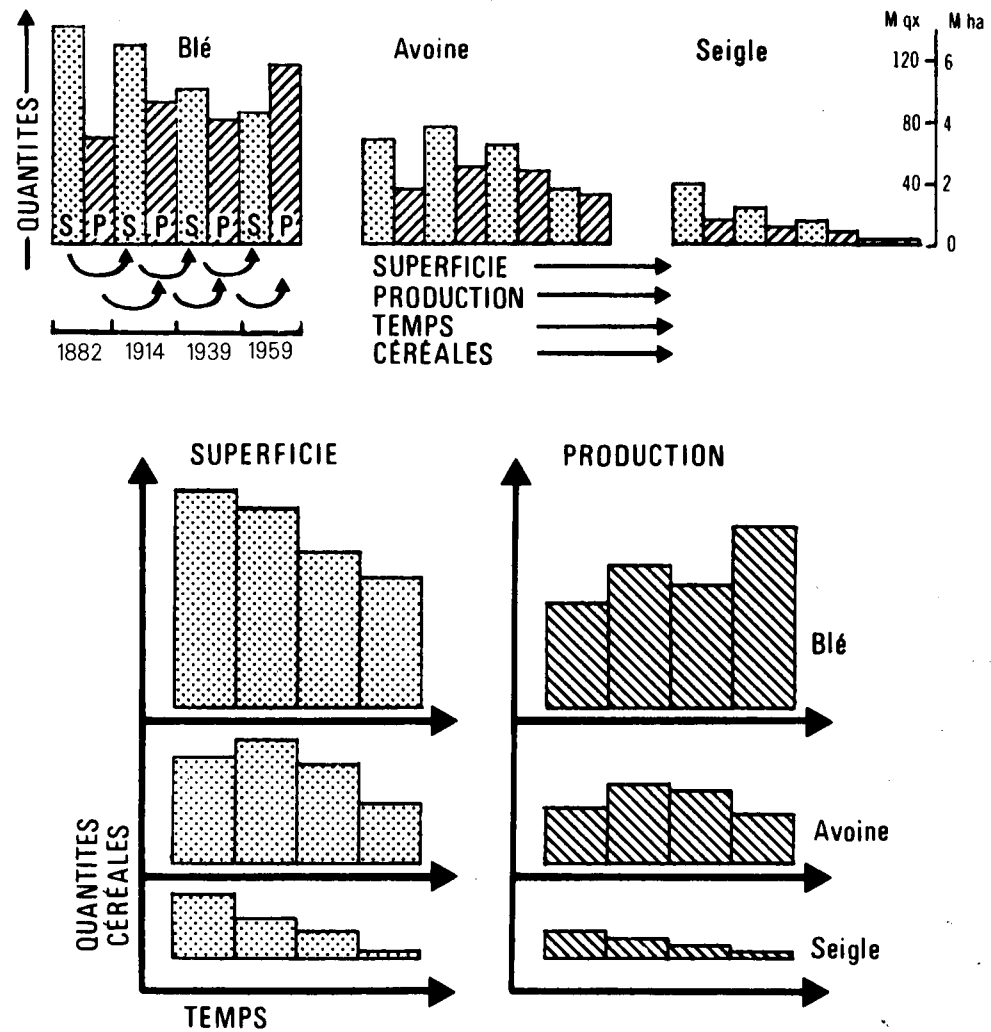 QUANTITES
Blé
Avoine
Seigle
M qx M ha
120 6
80 4
40 2
0
S P S P S P S P
1882 1914 1939 1959
SUPERFICIE
PRODUCTION
TEMPS
CÉRÉALES
SUPERFICIE
PRODUCTION
Blé
Avoine
Seigle
QUANTITES
CÉRÉALES
TEMPS